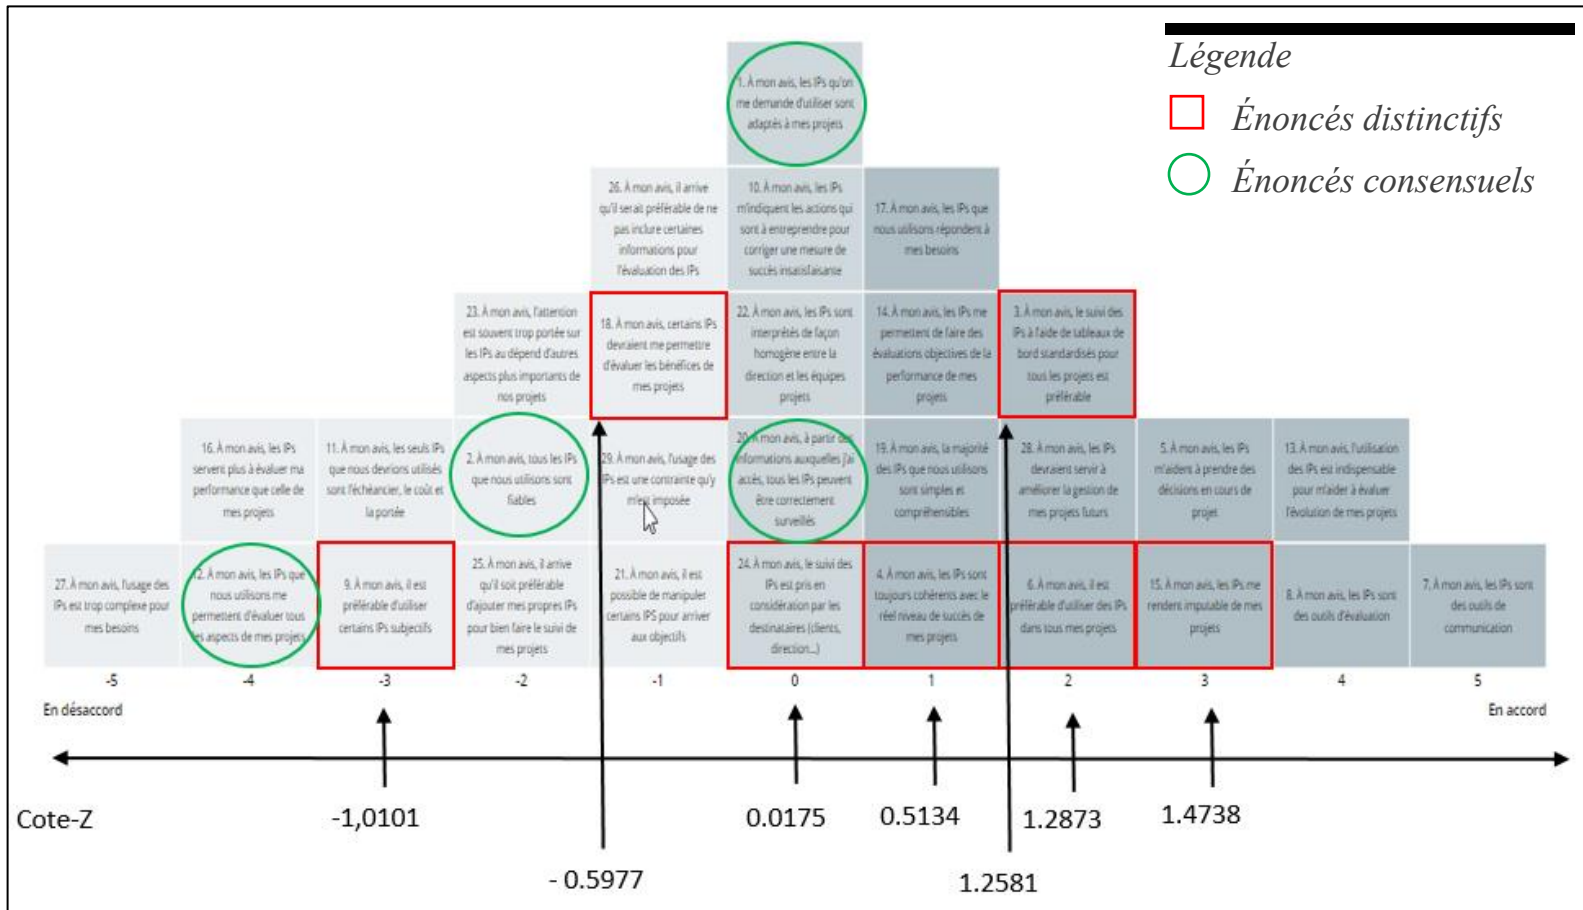 Légende
Énoncés distinctifs
Énoncés consensuels
1. À mon avis, les IPs qu'on
me demande d'utiliser sont
adaptés à mes projets
26. À mon avis, il arrive
qu'il serait préférable de ne
pas inclure certaines
informations pour
l'évaluation des IPs
10. À mon avis, les IPs
m'indiquent les actions qui
sont à entreprendre pour
corriger une mesure de
succès insatisfaisante
17. À mon avis, les IPs que
nous utilisons répondent à
mes besoins
23. À mon avis, l'attention
est souvent trop portée sur
les IPs au dépend d'autres
aspects plus importants de
nos projets
18. À mon avis, certains IPs
devraient me permettre
d'évaluer les bénéfices de
mes projets
22. À mon avis, les IPs sont
interprétés de façon
homogène entre la
direction et les équipes
projets
14. À mon avis, les IPs me
permettent de faire des
évaluations objectives de la
performance de mes
projets
3. À mon avis, le suivi des
IPs à l'aide de tableaux de
bord standardisés pour
tous les projets est
préférable
16. À mon avis, les IPs
servent plus à évaluer ma
performance que celle de
mes projets
11. À mon avis, les seuls IPs
que nous devrions utilisés
sont l'échéancier, le coût et
la portée
2. À mon avis, tous les IPs
que nous utilisons sont
fiables
29. À mon avis, l'usage des
IPs est une contrainte qu'y
m'est imposée
20. À mon avis, à partir des
informations auxquelles j'ai
accès, tous les IPs peuvent
être correctement
surveillés
19. À mon avis, la majorité
des IPs que nous utilisons
sont simples et
compréhensibles
28. À mon avis, les IPs
devraient servir à
améliorer la gestion de
mes projets futurs
5. À mon avis, les IPs
m'aident à prendre des
décisions en cours de
projet
13. À mon avis, l'utilisation
des IPs est indispensable
pour m'aider à évaluer
l'évolution de mes projets
27. À mon avis, l'usage des
IPs est trop complexe pour
mes besoins
12. À mon avis, les IPs que
nous utilisons me
permettent d'évaluer tous
les aspects de mes projets
9. À mon avis, il est
préférable d'utiliser
certains IPs subjectifs
25. À mon avis, il arrive
qu'il soit préférable
d'ajouter mes propres IPs
pour bien faire le suivi de
mes projets
21. À mon avis, il est
possible de manipuler
certains IPS pour arriver
aux objectifs
24. À mon avis, le suivi des
IPs est pris en
considération par les
destinataires (clients,
direction...)
4. À mon avis, les IPs sont
toujours cohérents avec le
réel niveau de succès de
mes projets
6. À mon avis, il est
préférable d'utiliser des IPs
dans tous mes projets
15. À mon avis, les IPs me
rendent imputable de mes
projets
8. À mon avis, les IPs sont
des outils d'évaluation
7. À mon avis, les IPs sont
des outils de
communication
-5 -4 -3 -2 -1 0 1 2 3 4 5
En désaccord En accord
Cote-Z -1,0101 0.0175 0.5134 1.2873 1.4738
- 0.5977 1.2581